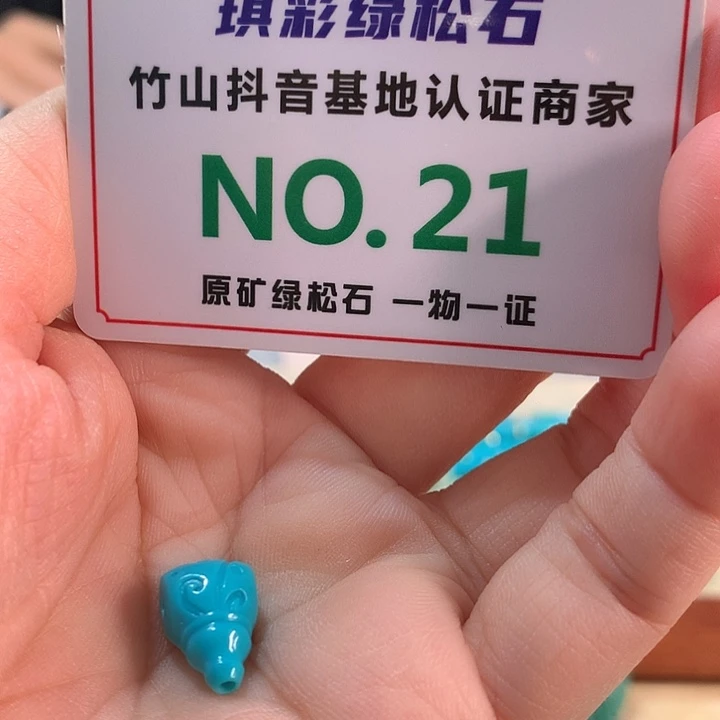 琪彩绿松石
竹山抖音基地认证商家
NO.21
原矿绿松石 一物一证